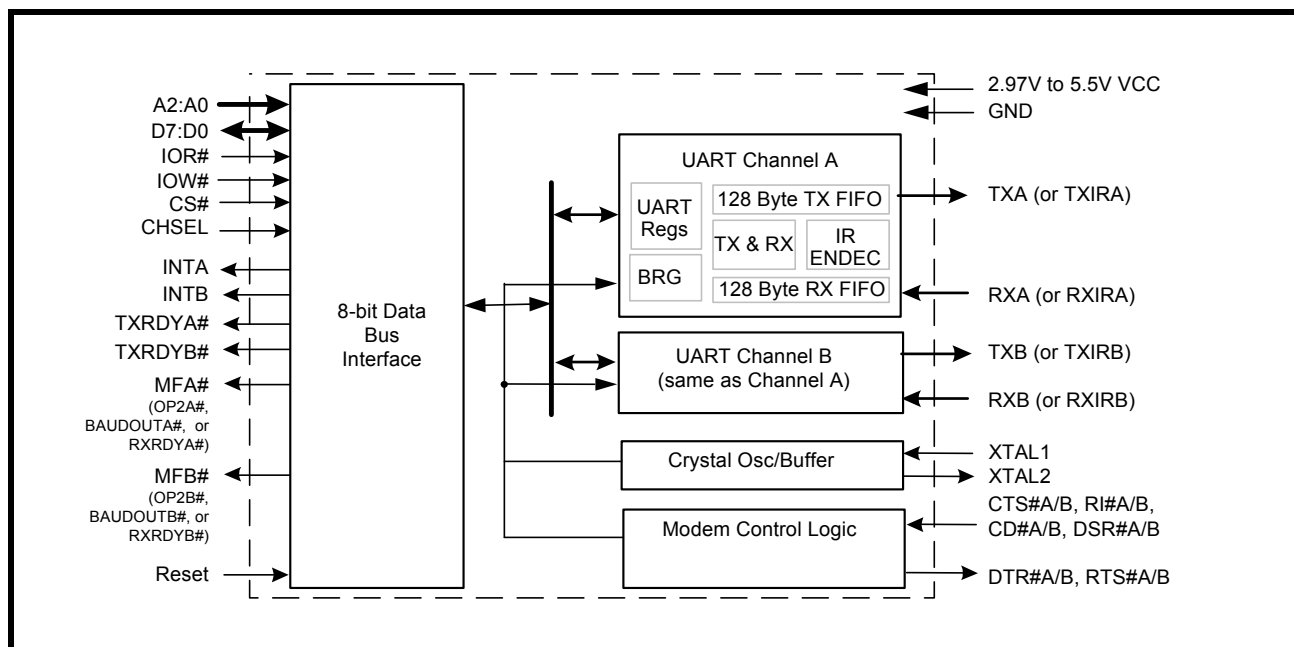 A2:A0
D7:D0
IOR#
IOW#
CS#
CHSEL
INTA
INTB
TXRDYA#
TXRDYB#
MFA#
(OP2A#,
BAUDOUTA#, or
RXRDYA#)
MFB#
(OP2B#,
BAUDOUTB#, or
RXRDYB#)
Reset
8-bit Data
Bus
Interface
UART Channel A
UART
Regs
BRG
128 Byte TX FIFO
TX & RX
IR
ENDEC
128 Byte RX FIFO
UART Channel B
(same as Channel A)
Crystal Osc/Buffer
Modem Control Logic
2.97V to 5.5V VCC
GND
TXA (or TXIRA)
RXA (or RXIRA)
TXB (or TXIRB)
RXB (or RXIRB)
XTAL1
XTAL2
CTS#A/B, RI#A/B,
CD#A/B, DSR#A/B
DTR#A/B, RTS#A/B